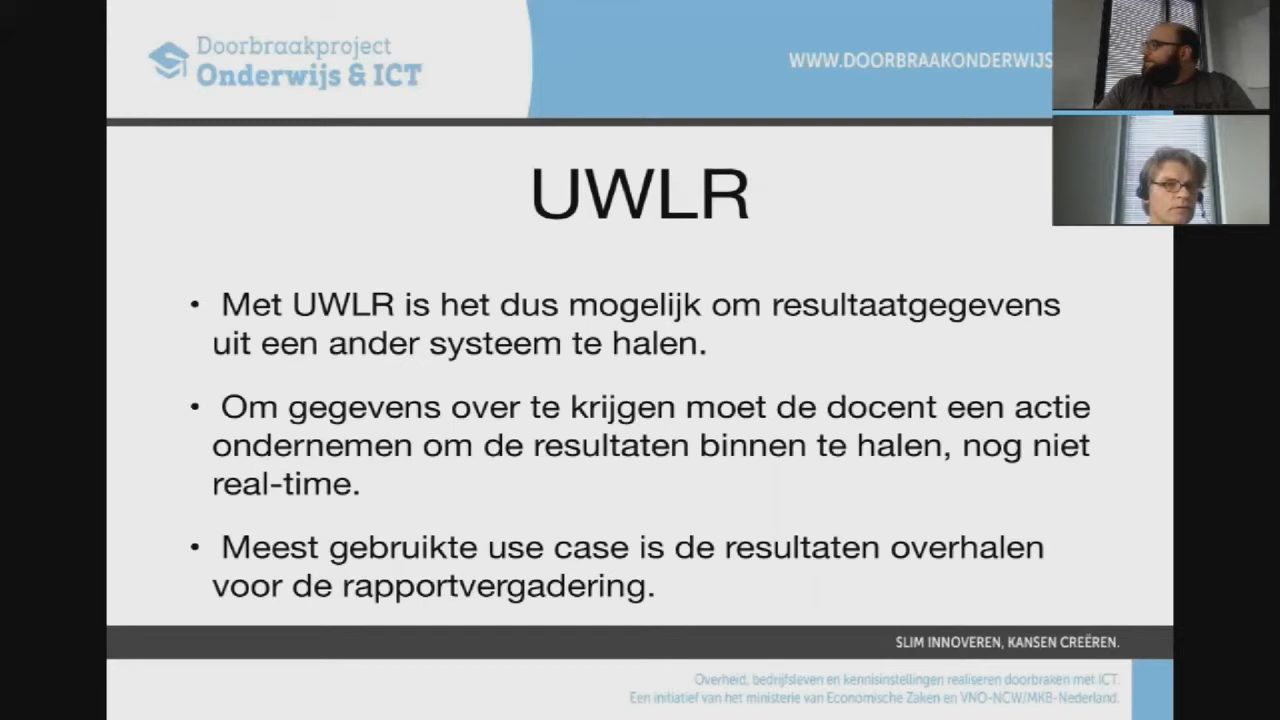 Doorbraakproject
Onderwijs & ICT
WWW.DOORBRAAKONDERWIJS
UWLR
• Met UWLR is het dus mogelijk om resultaatgegevens
uit een ander systeem te halen.
• Om gegevens over te krijgen moet de docent een actie
ondernemen om de resultaten binnen te halen, nog niet
real-time.
• Meest gebruikte use case is de resultaten overhalen
voor de rapportvergadering.
SLIM INNOVEREN, KANSEN CREËREN.
Overheid, bedrijfsleven en kennisinstellingen realiseren doorbraken met ICT.
Een initiatief van het ministerie van Economische Zaken en VNO-NCW/MKB-Nederland.